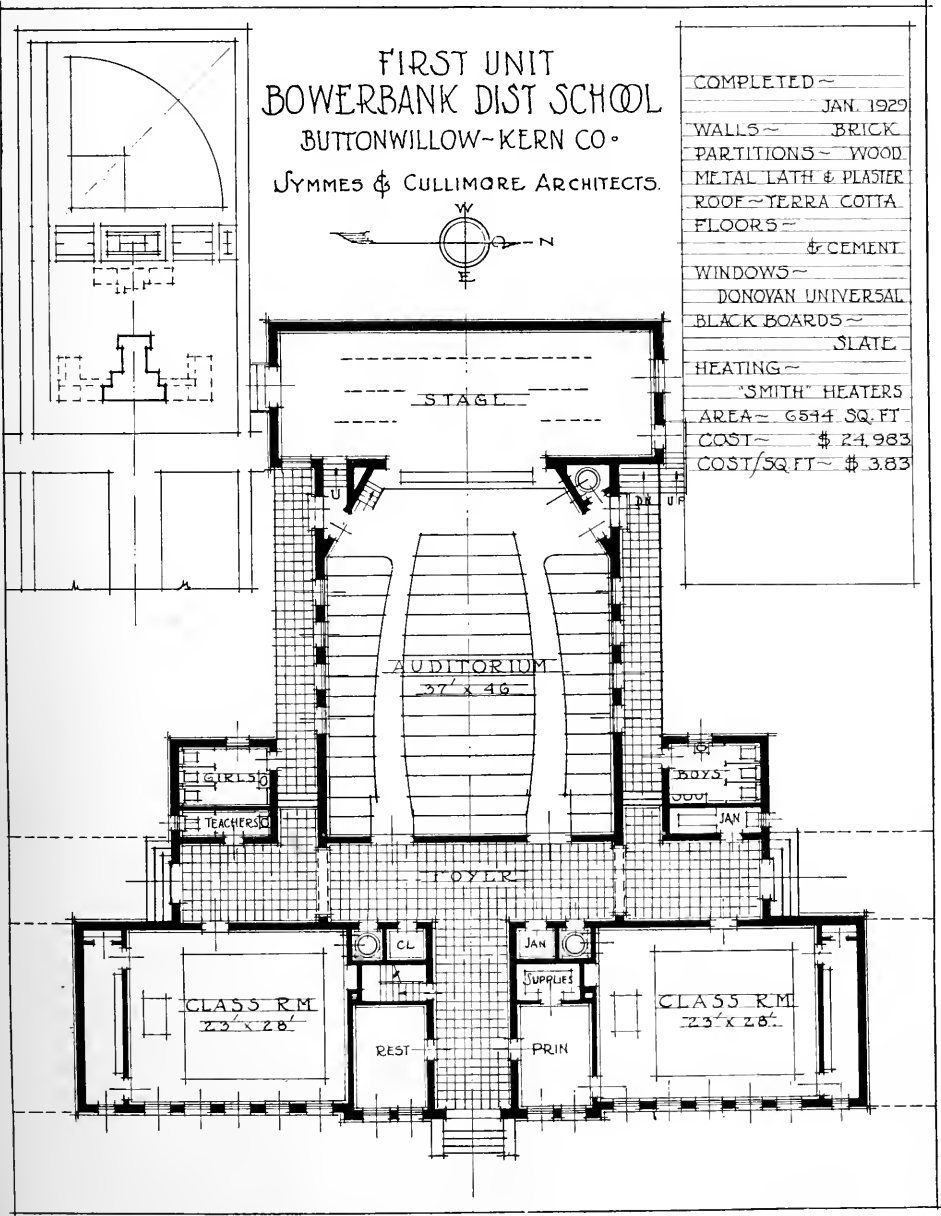 FIRST UNIT
BOWERBANK DIST SCHOOL
BUTTONWILLOW~KERN CO.
SYMMES & CULLIMORE ARCHITECTS.
W
N
E
COMPLETED~
JAN. 1929
WALLS~ BRICK
PARTITIONS~ WOOD
METAL LATH & PLASTER
ROOF~TERRA COTTA
FLOORS~
& CEMENT
WINDOWS~
DONOVAN UNIVERSAL
BLACK BOARDS~
SLATE
HEATING~
"SMITH" HEATERS
AREA~ 6544 SQ. FT
COST~ $ 24,983
COST/SQ.FT~ $ 3.83
STAGE
U
DN UP
AUDITORIUM
37' x 46
GIRLS
BOYS
TEACHERS
JAN
FOYER
CL
JAN
SUPPLIES
CLASS RM
23' x 28'
CLASS RM
23' x 28'
REST
PRIN